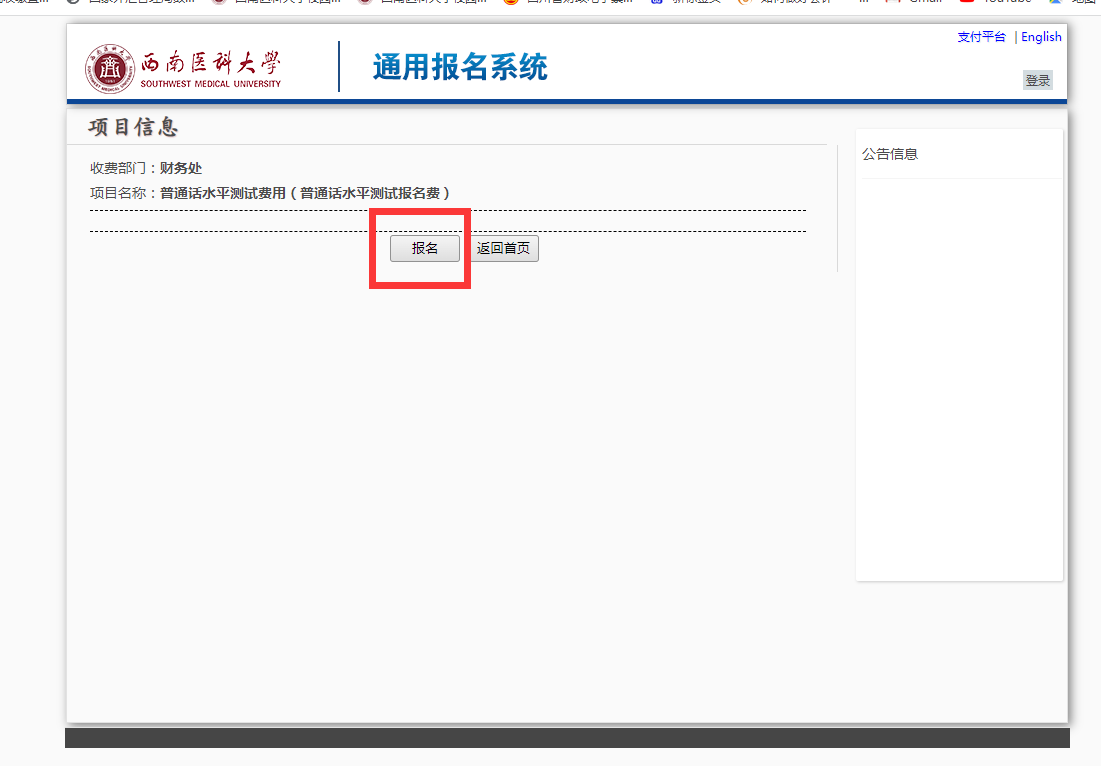 支付平台 | English
西南医科大学
SOUTHWEST MEDICAL UNIVERSITY
通用报名系统
登录
项目信息
收费部门：财务处
项目名称：普通话水平测试费用（普通话水平测试报名费）
报名
返回首页
公告信息